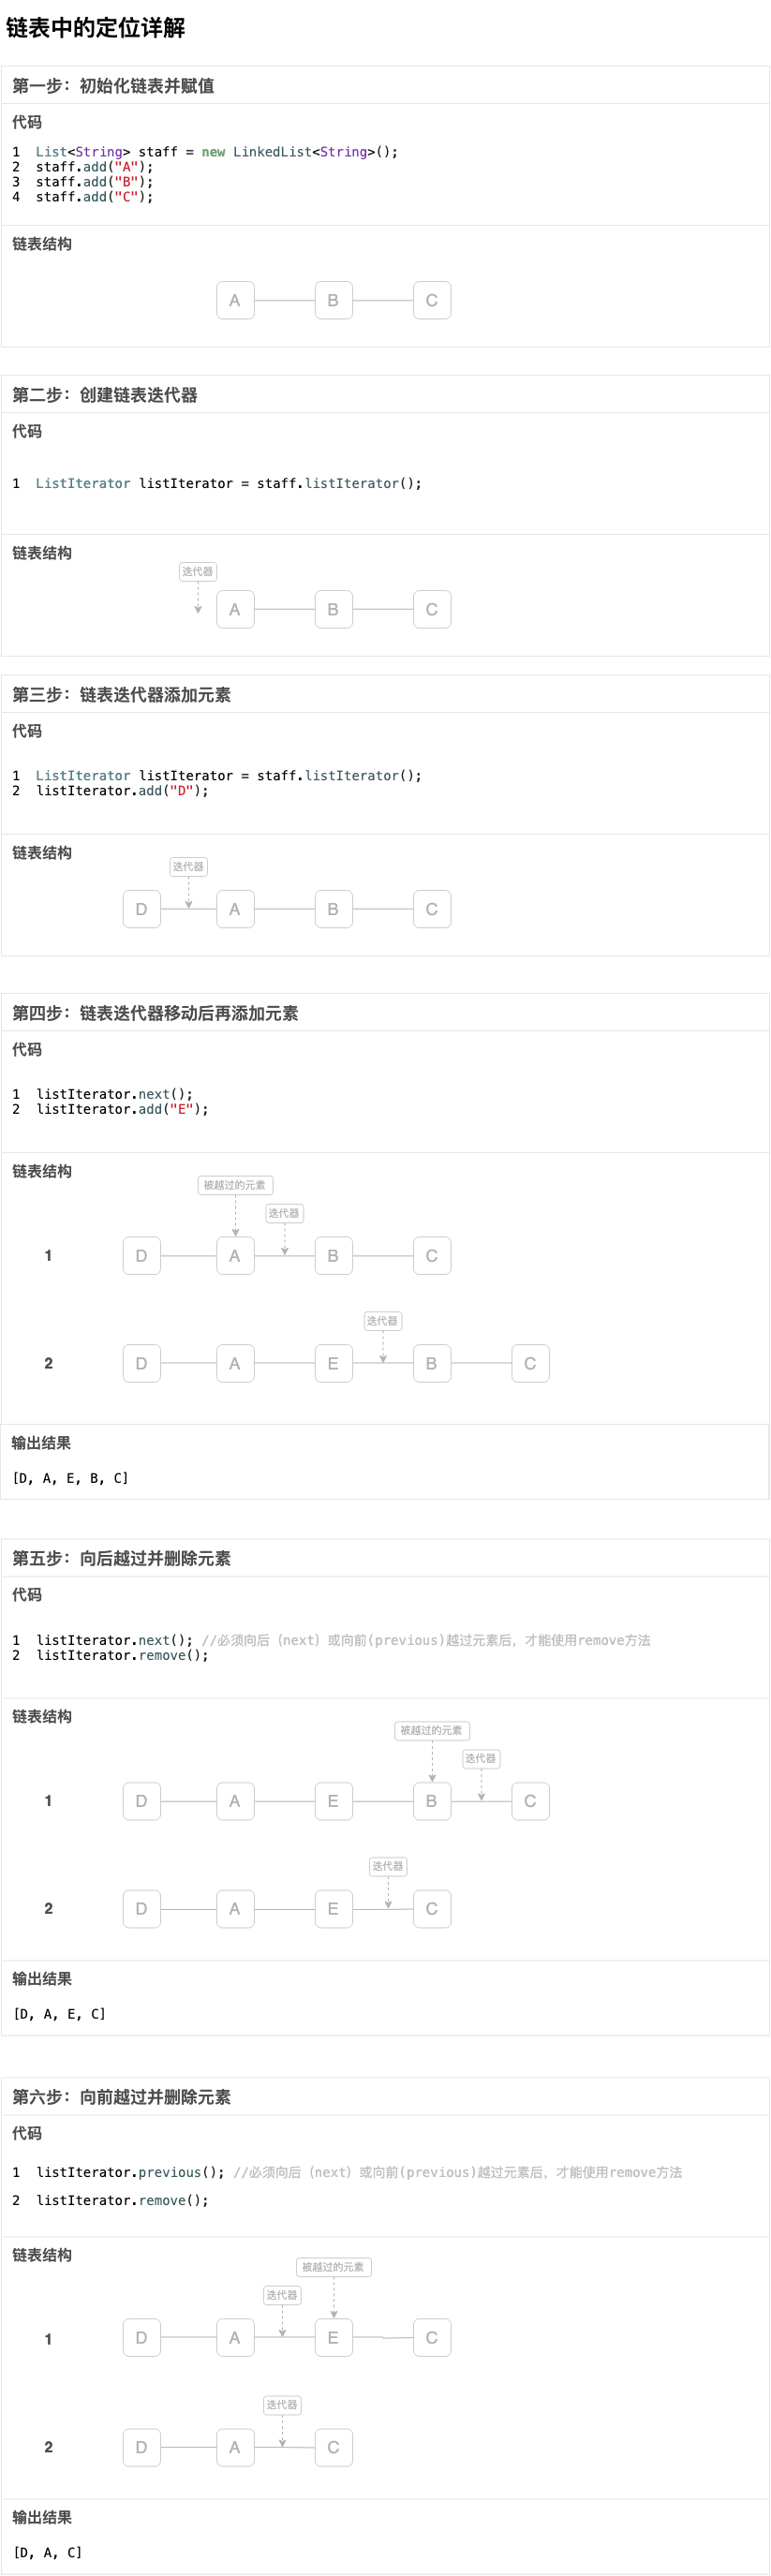 链表中的定位详解
第一步：初始化链表并赋值
代码
1 List<String> staff = new LinkedList<String>();
2 staff.add("A");
3 staff.add("B");
4 staff.add("C");
链表结构
A B C
第二步：创建链表迭代器
代码
1 ListIterator listIterator = staff.listIterator();
链表结构
迭代器
A B C
第三步：链表迭代器添加元素
代码
1 ListIterator listIterator = staff.listIterator();
2 listIterator.add("D");
链表结构
迭代器
D A B C
第四步：链表迭代器移动后再添加元素
代码
1 listIterator.next();
2 listIterator.add("E");
链表结构
被越过的元素
迭代器
1 D A B C
迭代器
2 D A E B C
输出结果
[D, A, E, B, C]
第五步：向后越过并删除元素
代码
1 listIterator.next(); //必须向后（next）或向前(previous)越过元素后，才能使用remove方法
2 listIterator.remove();
链表结构
被越过的元素
迭代器
1 D A E B C
迭代器
2 D A E C
输出结果
[D, A, E, C]
第六步：向前越过并删除元素
代码
1 listIterator.previous(); //必须向后（next）或向前(previous)越过元素后，才能使用remove方法
2 listIterator.remove();
链表结构
被越过的元素
迭代器
1 D A E C
迭代器
2 D A C
输出结果
[D, A, C]